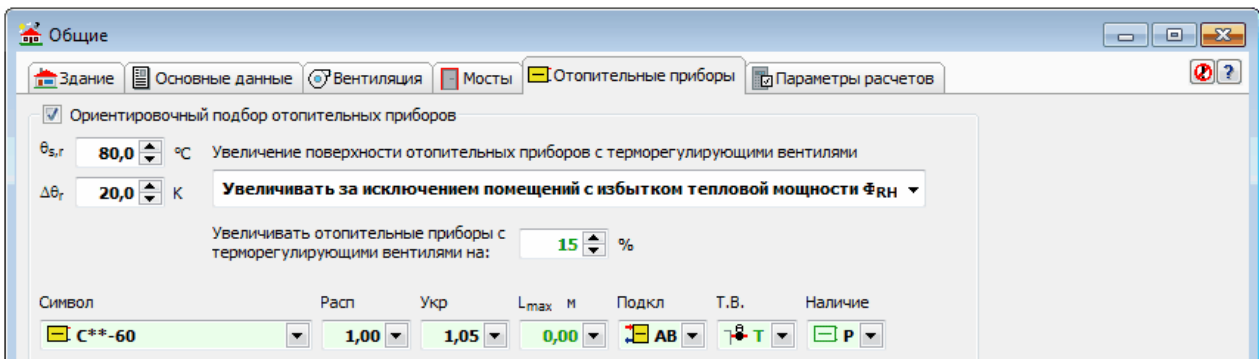 Общие
Здание Основные данные Вентиляция Мосты Отопительные приборы Параметры расчетов
Ориентировочный подбор отопительных приборов
θs,r 80,0 °C Увеличение поверхности отопительных приборов с терморегулирующими вентилями
Δθr 20,0 K Увеличивать за исключением помещений с избытком тепловой мощности ΦRH
Увеличивать отопительные приборы с
терморегулирующими вентилями на: 15 %
Символ Расп Укр Lmax м Подкл Т.В. Наличие
C**-60 1,00 1,05 0,00 AB T P